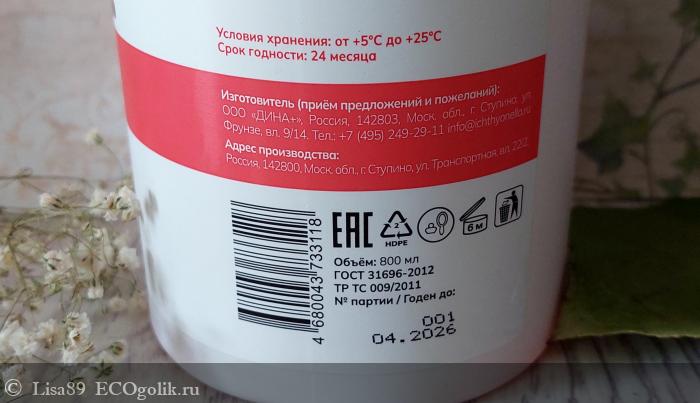 Условия хранения: от +5°C до +25°C
Срок годности: 24 месяца
Изготовитель (приём предложений и пожеланий):
ООО «ДИНА+», Россия, 142803, Моск. обл., г. Ступино, ул.
Фрунзе, вл. 9/14, Тел.: +7 (495) 249-29-11 info@ichthyonella.ru
Адрес производства:
Россия, 142800, Моск. обл., г. Ступино, ул. Транспортная, вл. 22/2
4 680043 733118
EAC
2
HDPE
6 м
Объём: 800 мл
ГОСТ 31696-2012
ТР ТС 009/2011
№ партии / Годен до:
001
04.2026
© Lisa89 ECOgolik.ru